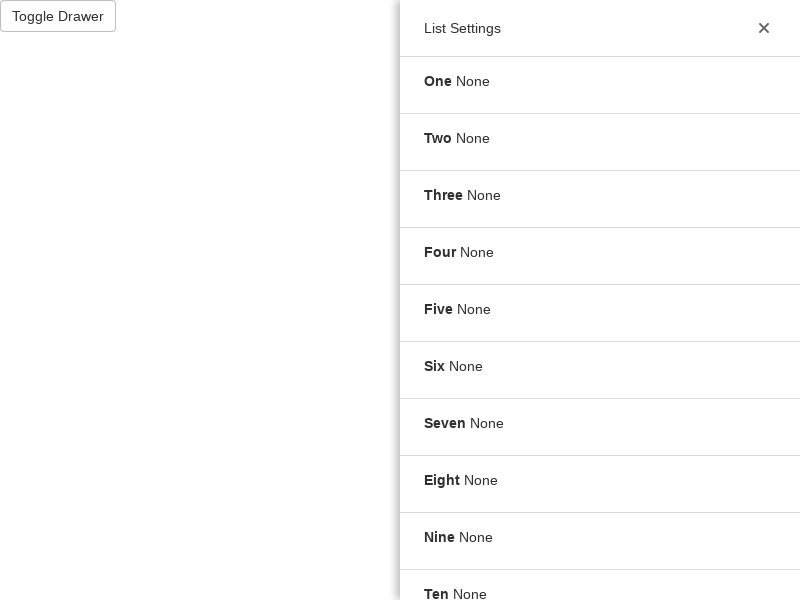 Toggle Drawer
List Settings
One None
Two None
Three None
Four None
Five None
Six None
Seven None
Eight None
Nine None
Ten None